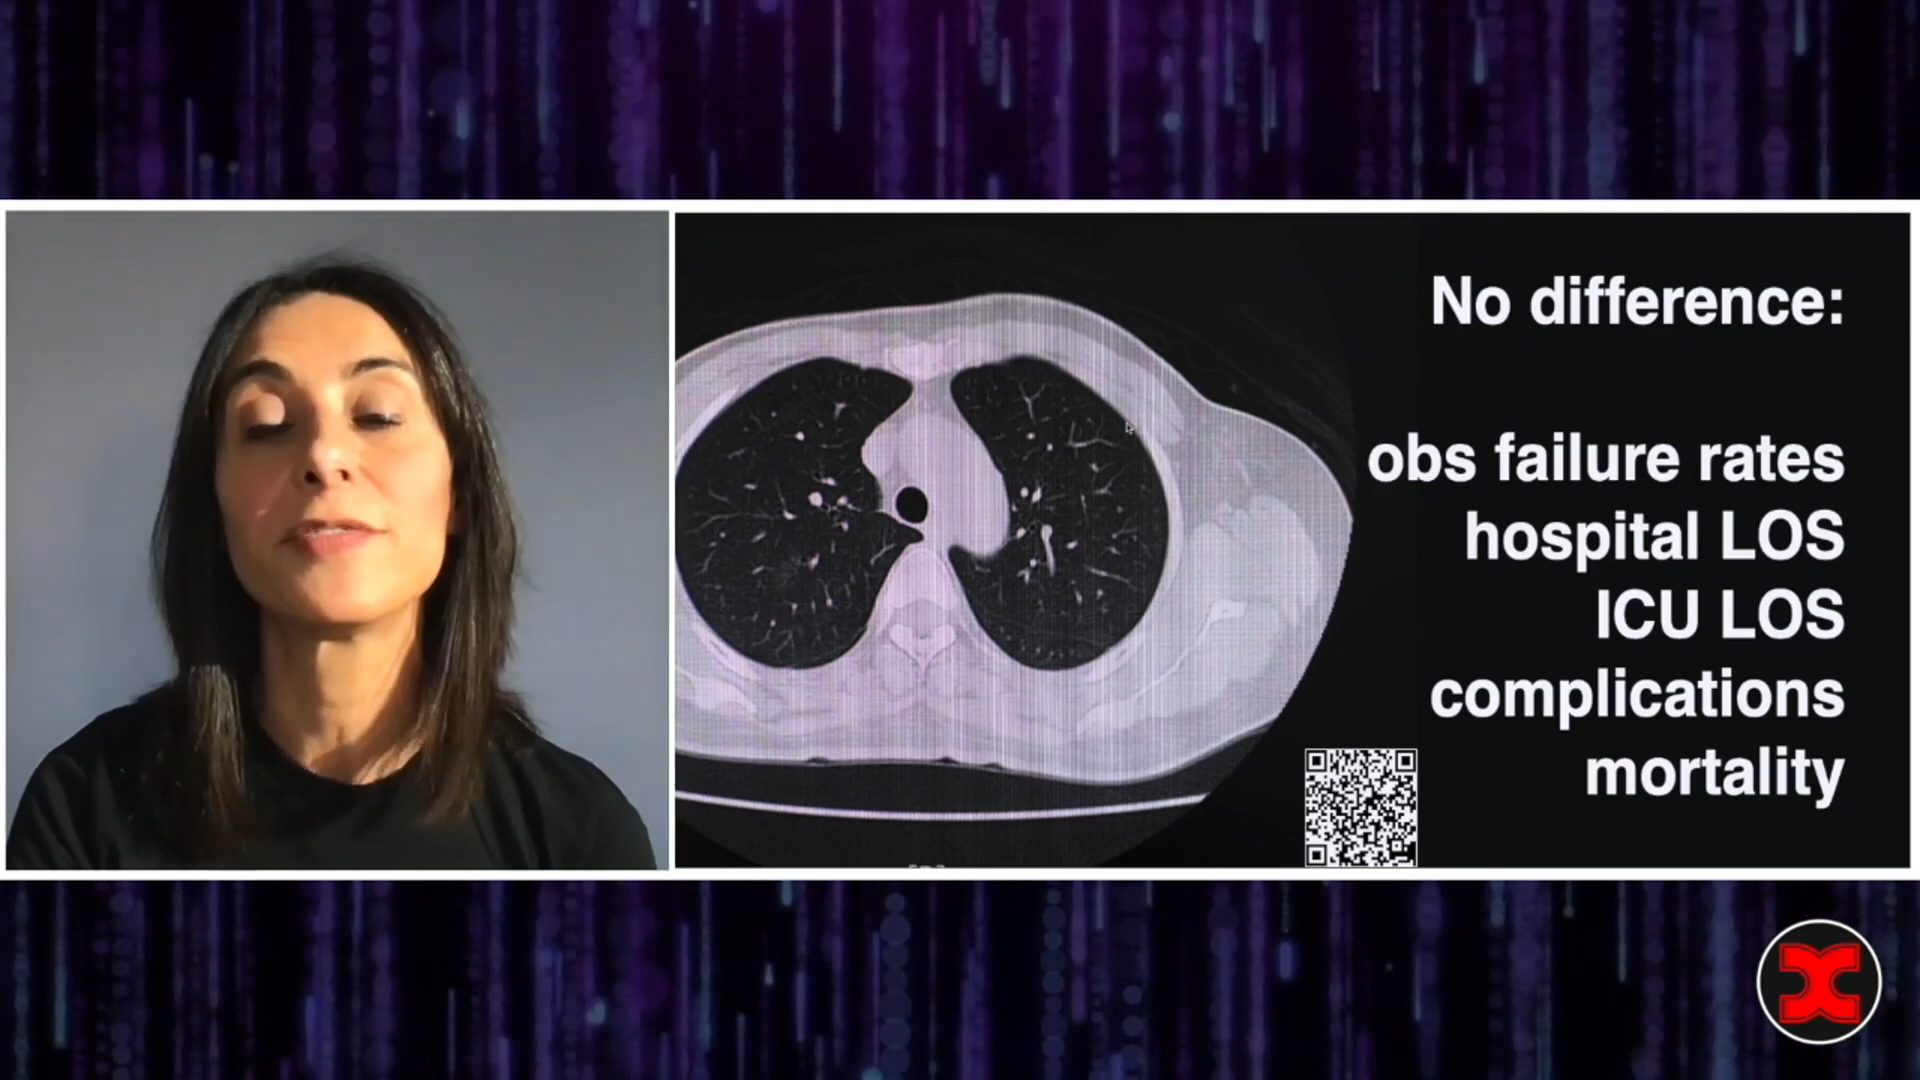 No difference:
obs failure rates
hospital LOS
ICU LOS
complications
mortality